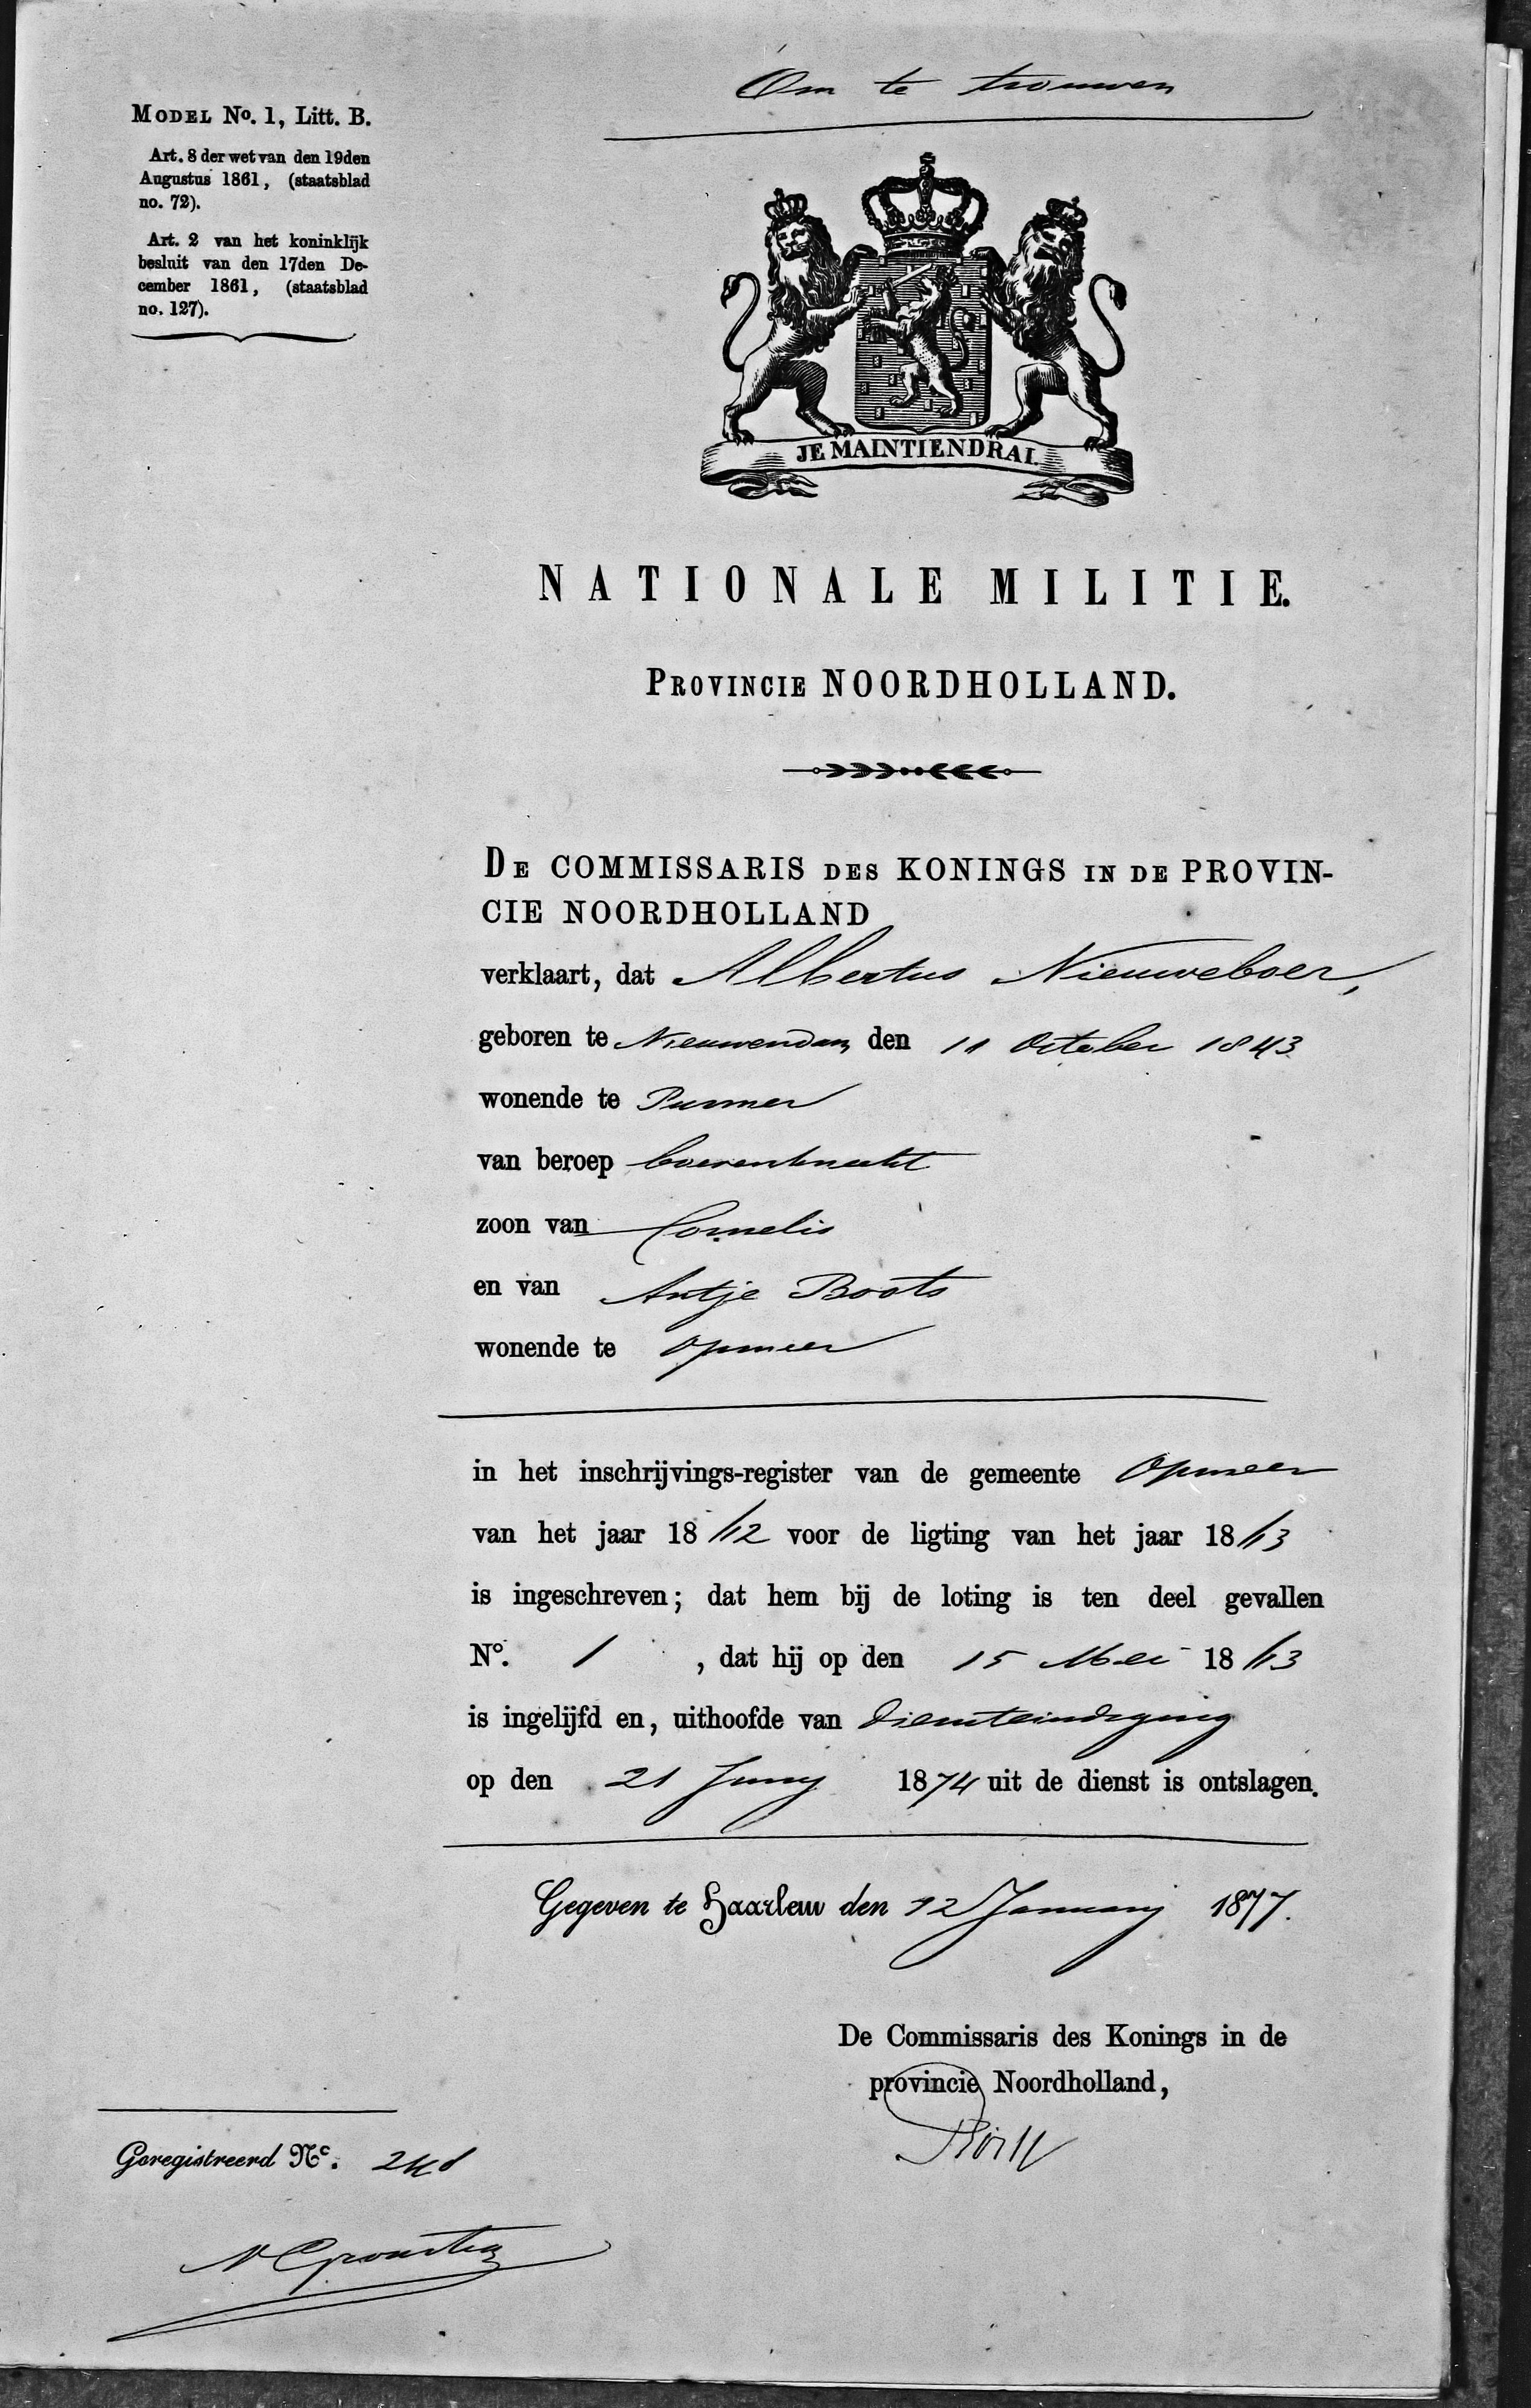 Om te trouwen
MODEL No. 1, Litt. B.
Art. 8 der wet van den 19den
Augustus 1861, (staatsblad
no. 72).
Art. 2 van het koninklijk
besluit van den 17den De-
cember 1861, (staatsblad
no. 127).
JE MAINTIENDRAI.
NATIONALE MILITIE.
PROVINCIE NOORDHOLLAND.
DE COMMISSARIS DES KONINGS IN DE PROVIN-
CIE NOORDHOLLAND
verklaart, dat Albertus Nieuweboer,
geboren te Nieuwendam den 11 October 1843
wonende te Purmer
van beroep boerenknecht
zoon van Cornelis
en van Antje Boots
wonende te Opmeer
in het inschrijvings-register van de gemeente Opmeer
van het jaar 1862 voor de ligting van het jaar 1863
is ingeschreven; dat hem bij de loting is ten deel gevallen
No. 1, dat hij op den 15 Mei 1863
is ingelijfd en, uithoofde van diensteindiging
op den 21 Junij 1874 uit de dienst is ontslagen.
Gegeven te Haarlem den 12 Januarij 1877.
De Commissaris des Konings in de
provincie Noordholland,
Röell
Geregistreerd No.